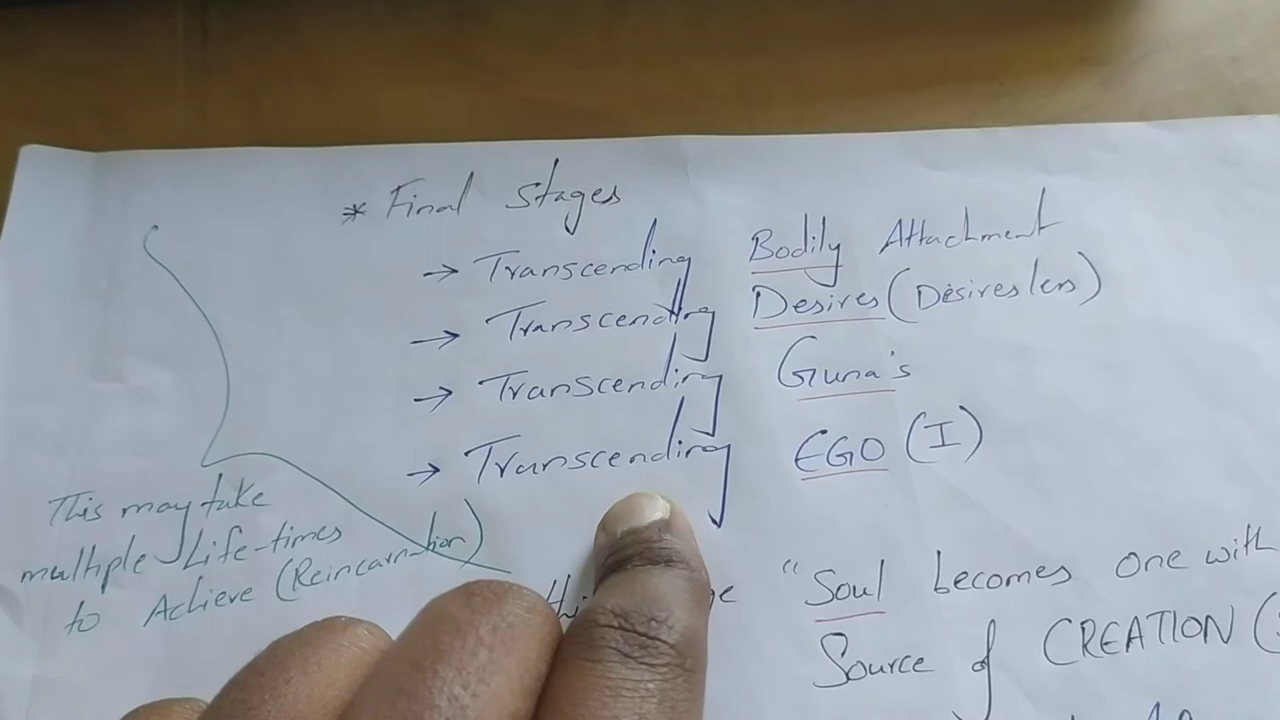 * Final Stages
→ Transcending Bodily Attachment
→ Transcending Desires (Desireless)
→ Transcending Guna's
→ Transcending EGO (I)
This may take
multiple Life-times
to Achieve (Reincarnation)
"Soul becomes one with
Source of CREATION (